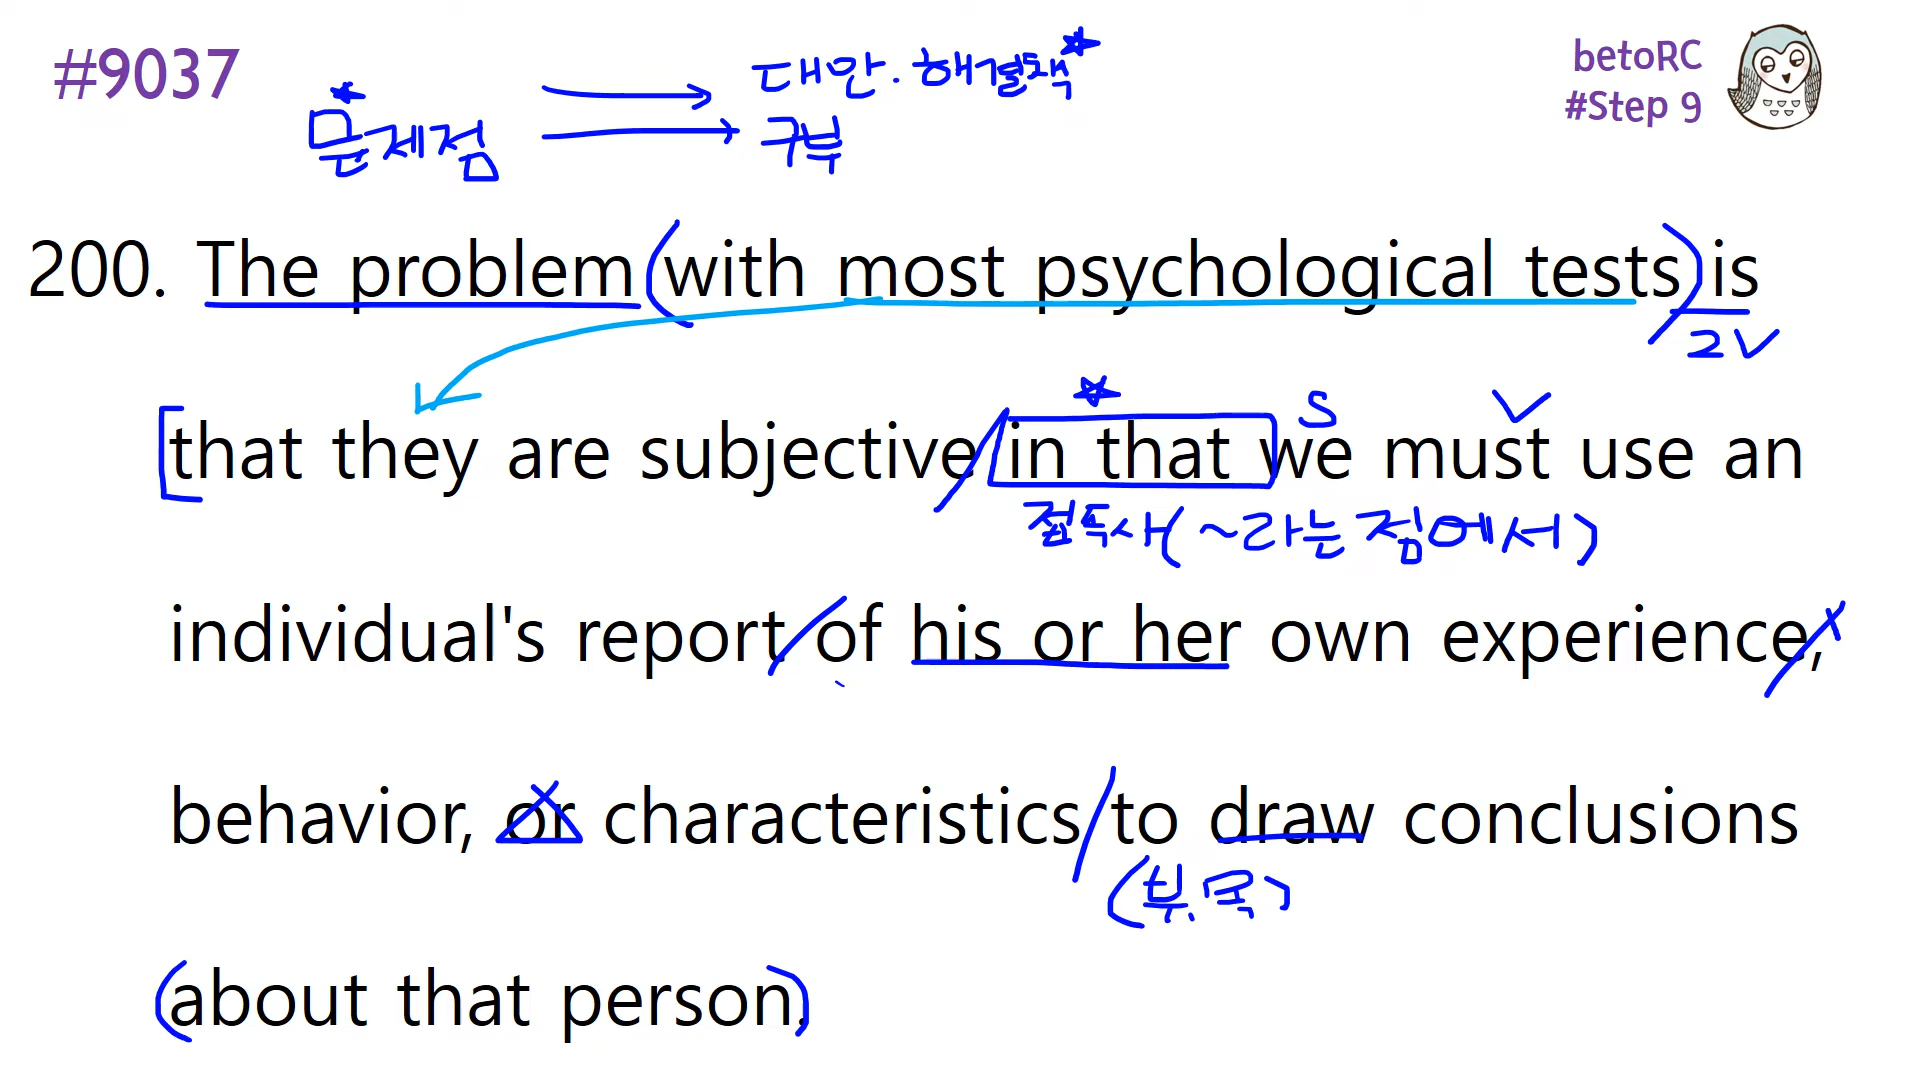 #9037
betoRC
#Step 9
대안. 해결책
문제점
구분
200. The problem with most psychological tests is
2V
S V
that they are subjective in that we must use an
접속사(~라는 점에서)
individual's report of his or her own experience,
behavior, or characteristics to draw conclusions
(부.목)
about that person.